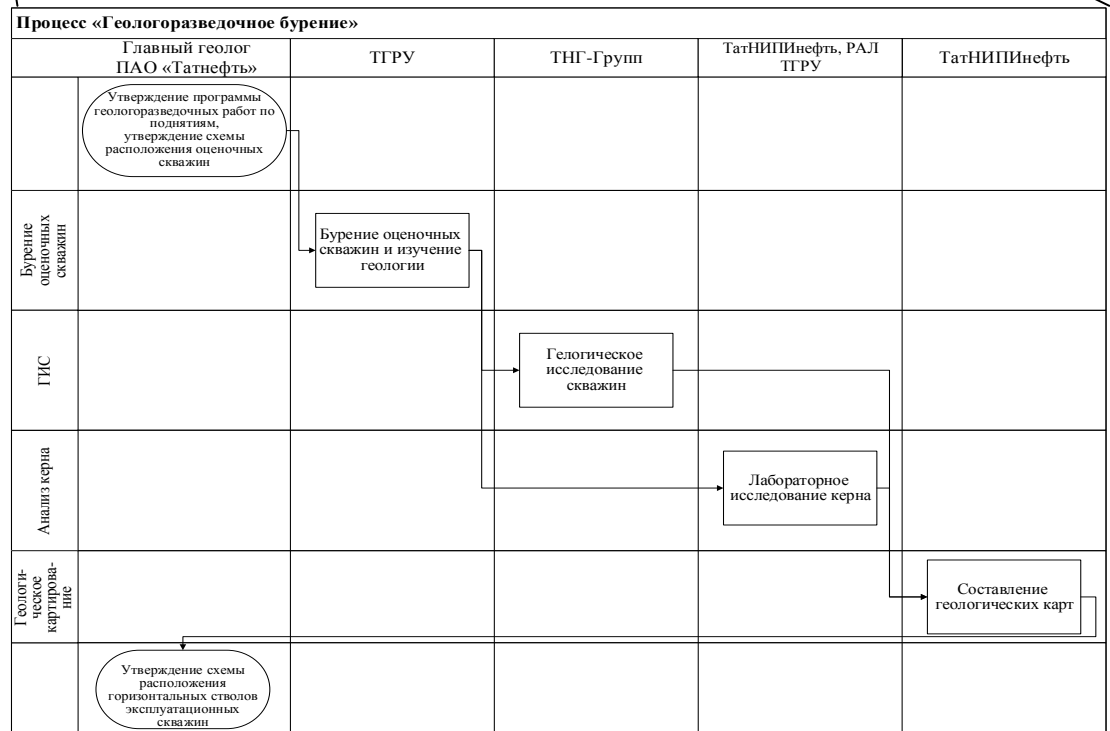 Процесс «Геологоразведочное бурение»
Главный геолог
ПАО «Татнефть»
ТГРУ
ТНГ-Групп
ТатНИПИнефть, РАЛ
ТГРУ
ТатНИПИнефть
Утверждение программы
геологоразведочных работ по
поднятиям,
утверждение схемы
расположения оценочных
скважин
Бурение
оценочных
скважин
Бурение оценочных
скважин и изучение
геологии
ГИС
Гелогическое
исследование
скважин
Анализ керна
Лабораторное
исследование керна
Геологи-
ческое
картирова-
ние
Составление
геологических карт
Утверждение схемы
расположения
горизонтальных стволов
эксплуатационных
скважин